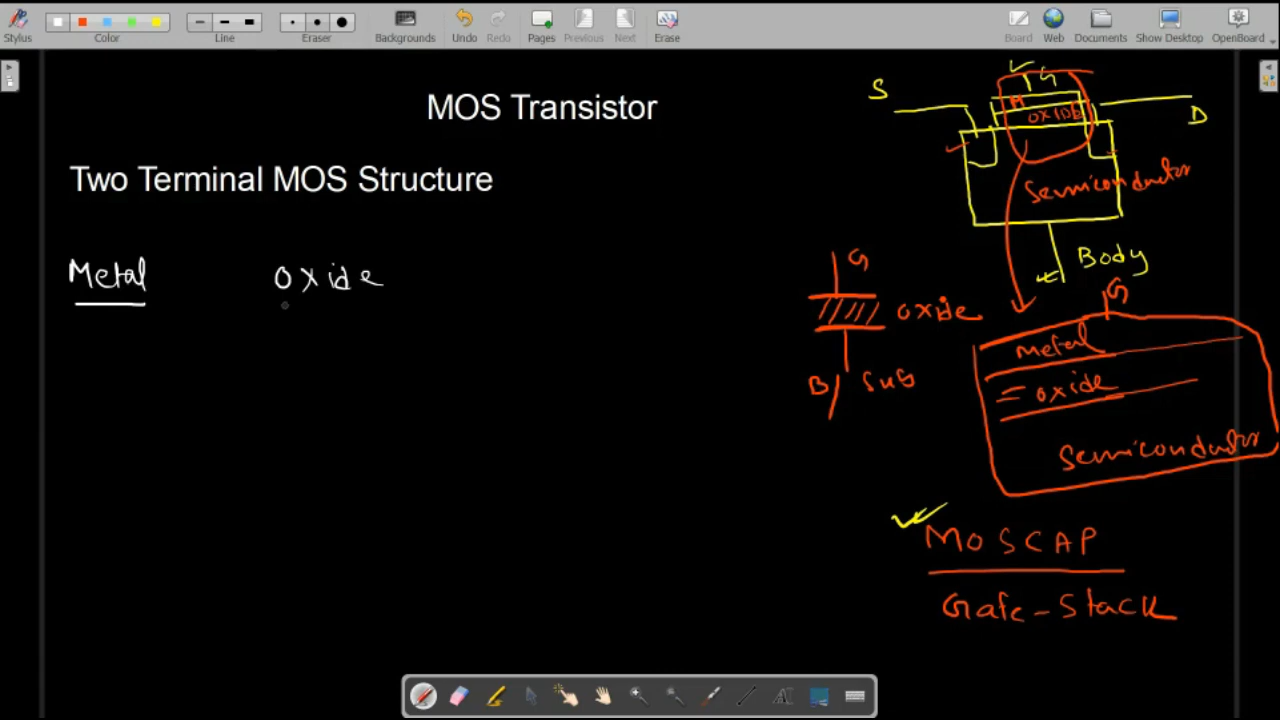 Stylus Color Line Eraser Backgrounds Undo Redo Pages Previous Next Erase Board Web Documents Show Desktop OpenBoard
MOS Transistor
Two Terminal MOS Structure
Metal oxide
S G D
M
OXIDE
Semiconductor
Body
G
oxide
B/ SUB
G
metal
oxide
Semiconductor
MOSCAP
Gate-Stack